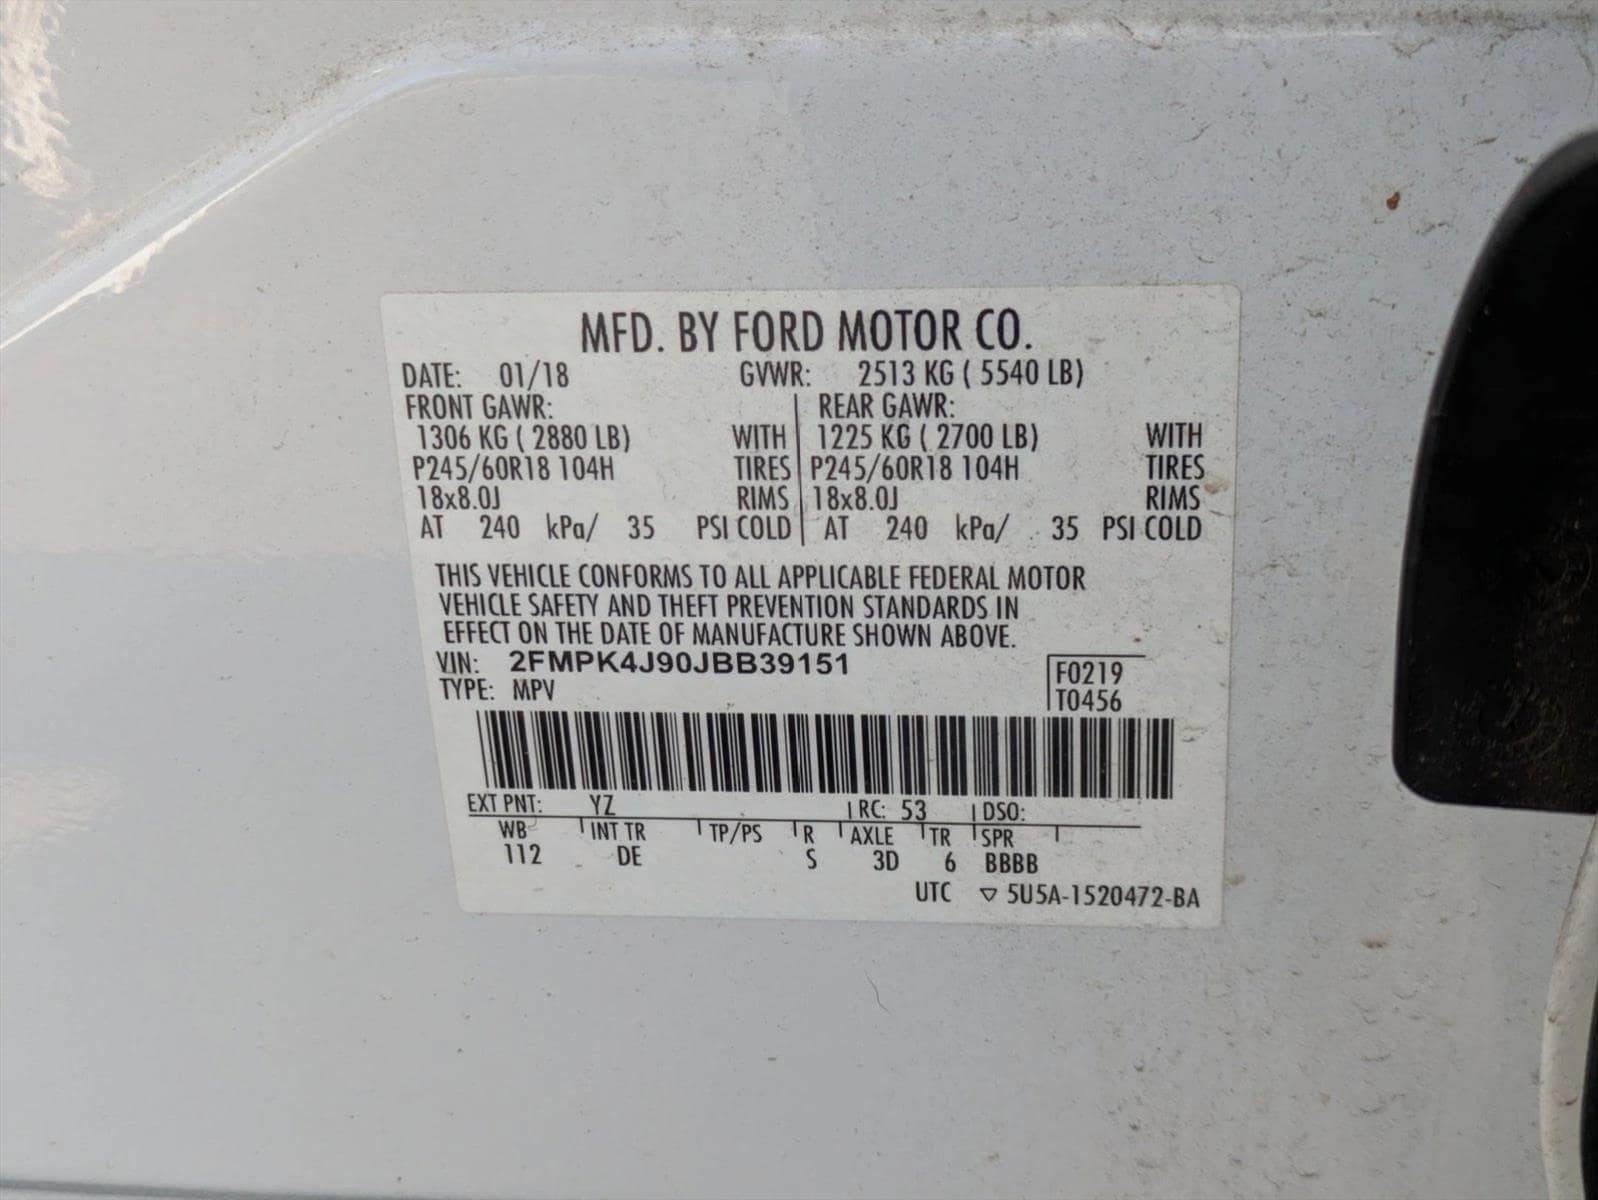 MFD. BY FORD MOTOR CO.
DATE: 01/18 GVWR: 2513 KG ( 5540 LB)
FRONT GAWR: REAR GAWR:
1306 KG ( 2880 LB) WITH 1225 KG ( 2700 LB) WITH
P245/60R18 104H TIRES P245/60R18 104H TIRES
18x8.0J RIMS 18x8.0J RIMS
AT 240 kPa/ 35 PSI COLD AT 240 kPa/ 35 PSI COLD
THIS VEHICLE CONFORMS TO ALL APPLICABLE FEDERAL MOTOR
VEHICLE SAFETY AND THEFT PREVENTION STANDARDS IN
EFFECT ON THE DATE OF MANUFACTURE SHOWN ABOVE.
VIN: 2FMPK4J90JBB39151 F0219
TYPE: MPV T0456
EXT PNT: YZ RC: 53 DSO:
WB INT TR TP/PS R AXLE TR SPR
112 DE S 3D 6 BBBB
UTC ▽ 5U5A-1520472-BA